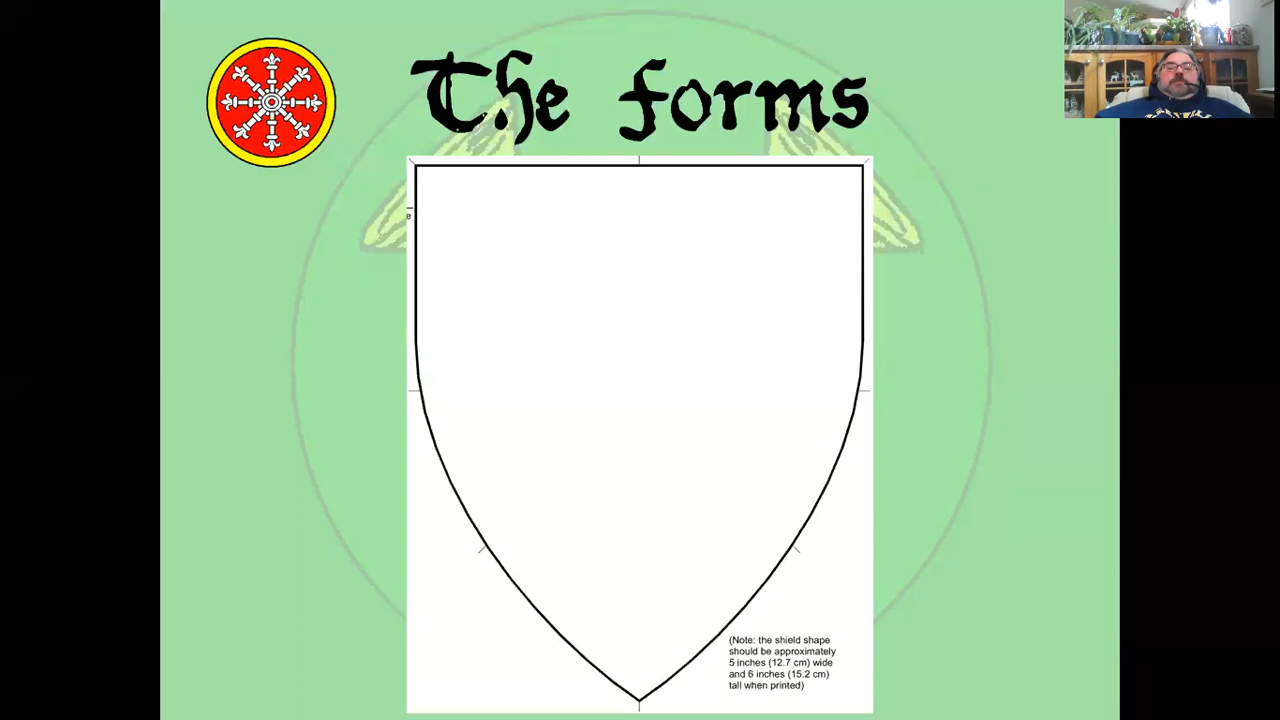 The forms
e
(Note: the shield shape
should be approximately
5 inches (12.7 cm) wide
and 6 inches (15.2 cm)
tall when printed)